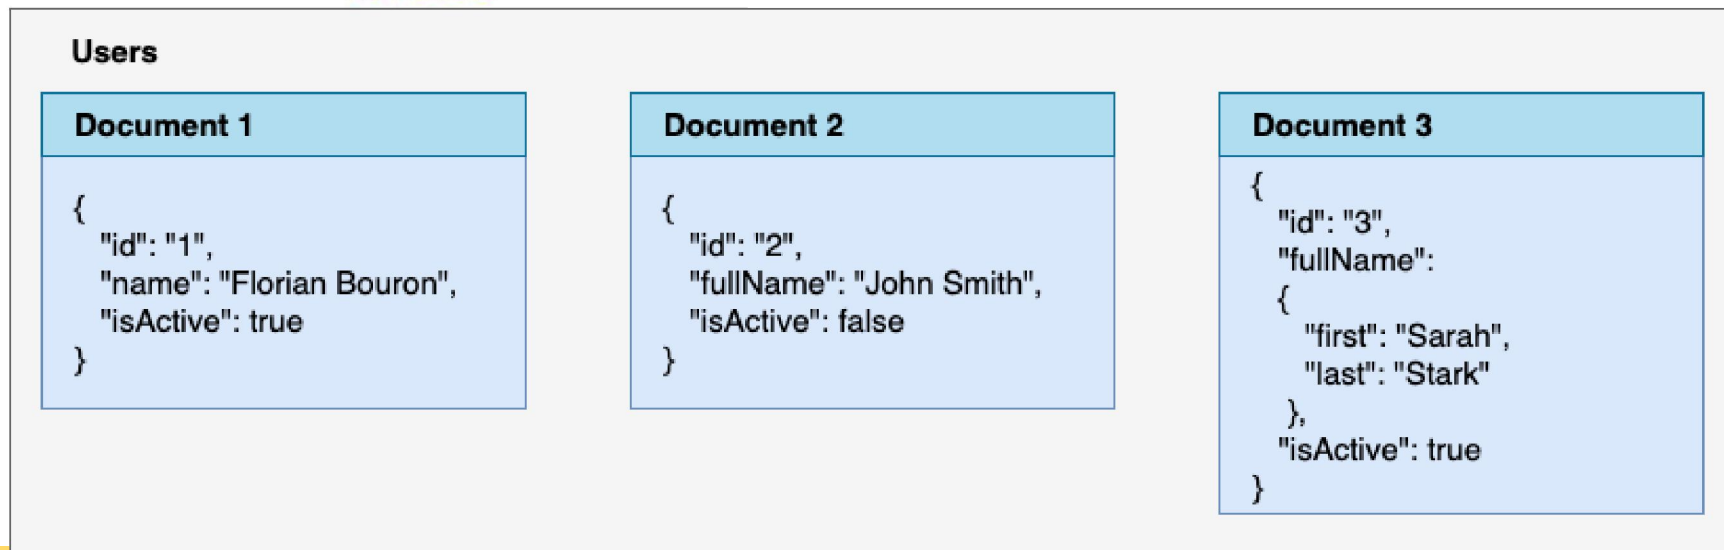 Users
Document 1
{
"id": "1",
"name": "Florian Bouron",
"isActive": true
}
Document 2
{
"id": "2",
"fullName": "John Smith",
"isActive": false
}
Document 3
{
"id": "3",
"fullName":
{
"first": "Sarah",
"last": "Stark"
},
"isActive": true
}